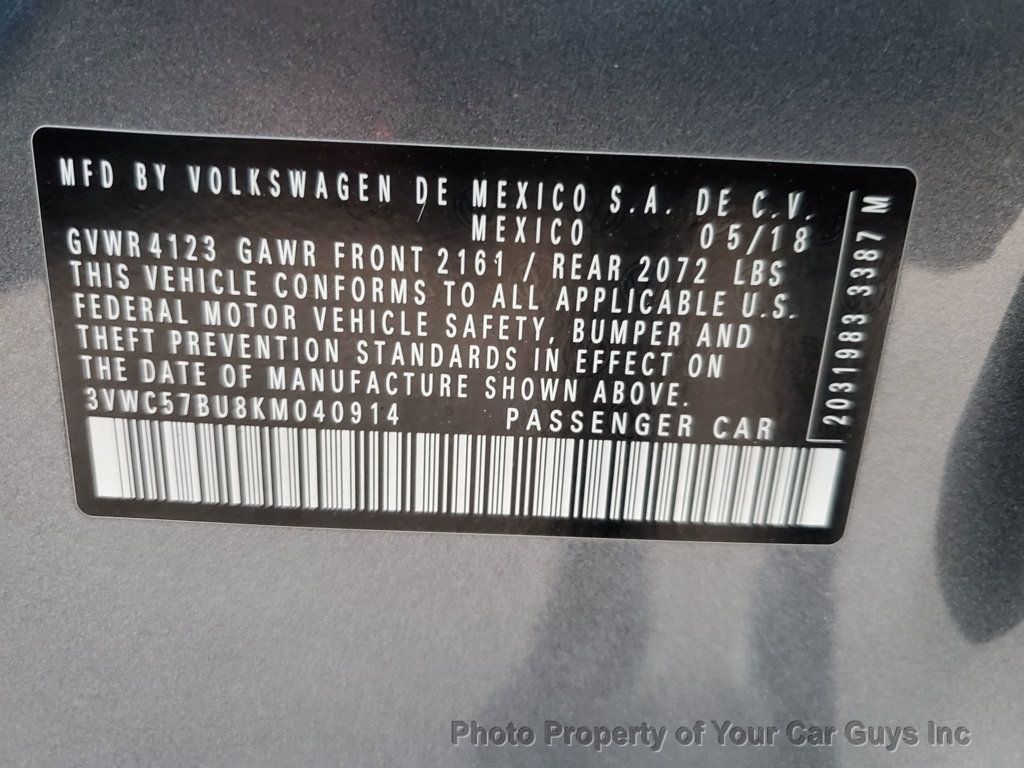 MFD BY VOLKSWAGEN DE MEXICO S.A. DE C.V.
MEXICO 05/18
GVWR 4123 GAWR FRONT 2161 / REAR 2072 LBS
THIS VEHICLE CONFORMS TO ALL APPLICABLE U.S.
FEDERAL MOTOR VEHICLE SAFETY, BUMPER AND
THEFT PREVENTION STANDARDS IN EFFECT ON
THE DATE OF MANUFACTURE SHOWN ABOVE.
3VWC57BU8KM040914 PASSENGER CAR
2031983 3387 M
Photo Property of Your Car Guys Inc